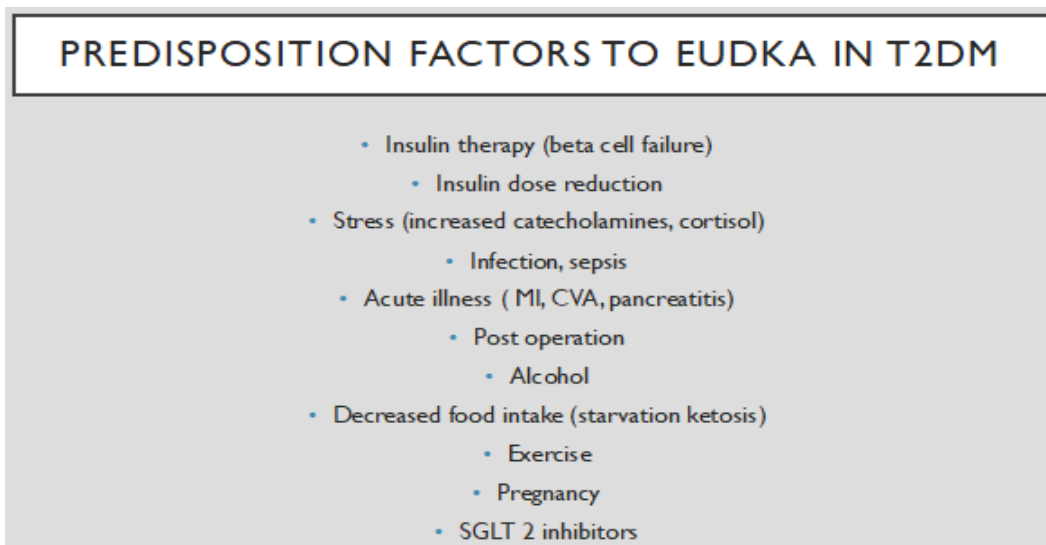 PREDISPOSITION FACTORS TO EUDKA IN T2DM
• Insulin therapy (beta cell failure)
• Insulin dose reduction
• Stress (increased catecholamines, cortisol)
• Infection, sepsis
• Acute illness ( MI, CVA, pancreatitis)
• Post operation
• Alcohol
• Decreased food intake (starvation ketosis)
• Exercise
• Pregnancy
• SGLT 2 inhibitors